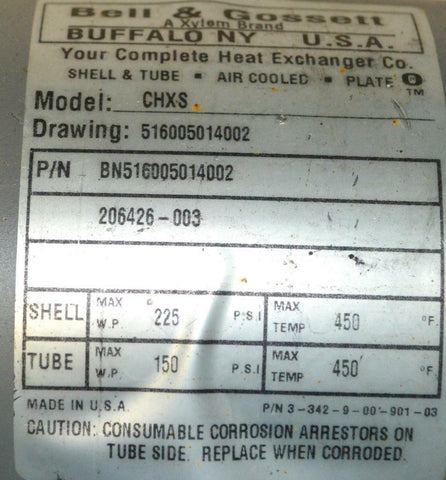 Bell & Gossett
A Xylem Brand
BUFFALO NY U.S.A.
Your Complete Heat Exchanger Co.
SHELL & TUBE ▪ AIR COOLED ▪ PLATE ™
Model: CHXS
Drawing: 516005014002
P/N BN516005014002
206426-003
SHELL MAX W.P. 225 P.S.I MAX TEMP 450 °F
TUBE MAX W.P. 150 P.S.I MAX TEMP 450 °F
MADE IN U.S.A. P/N 3-342-9-00-901-03
CAUTION: CONSUMABLE CORROSION ARRESTORS ON
TUBE SIDE. REPLACE WHEN CORRODED.